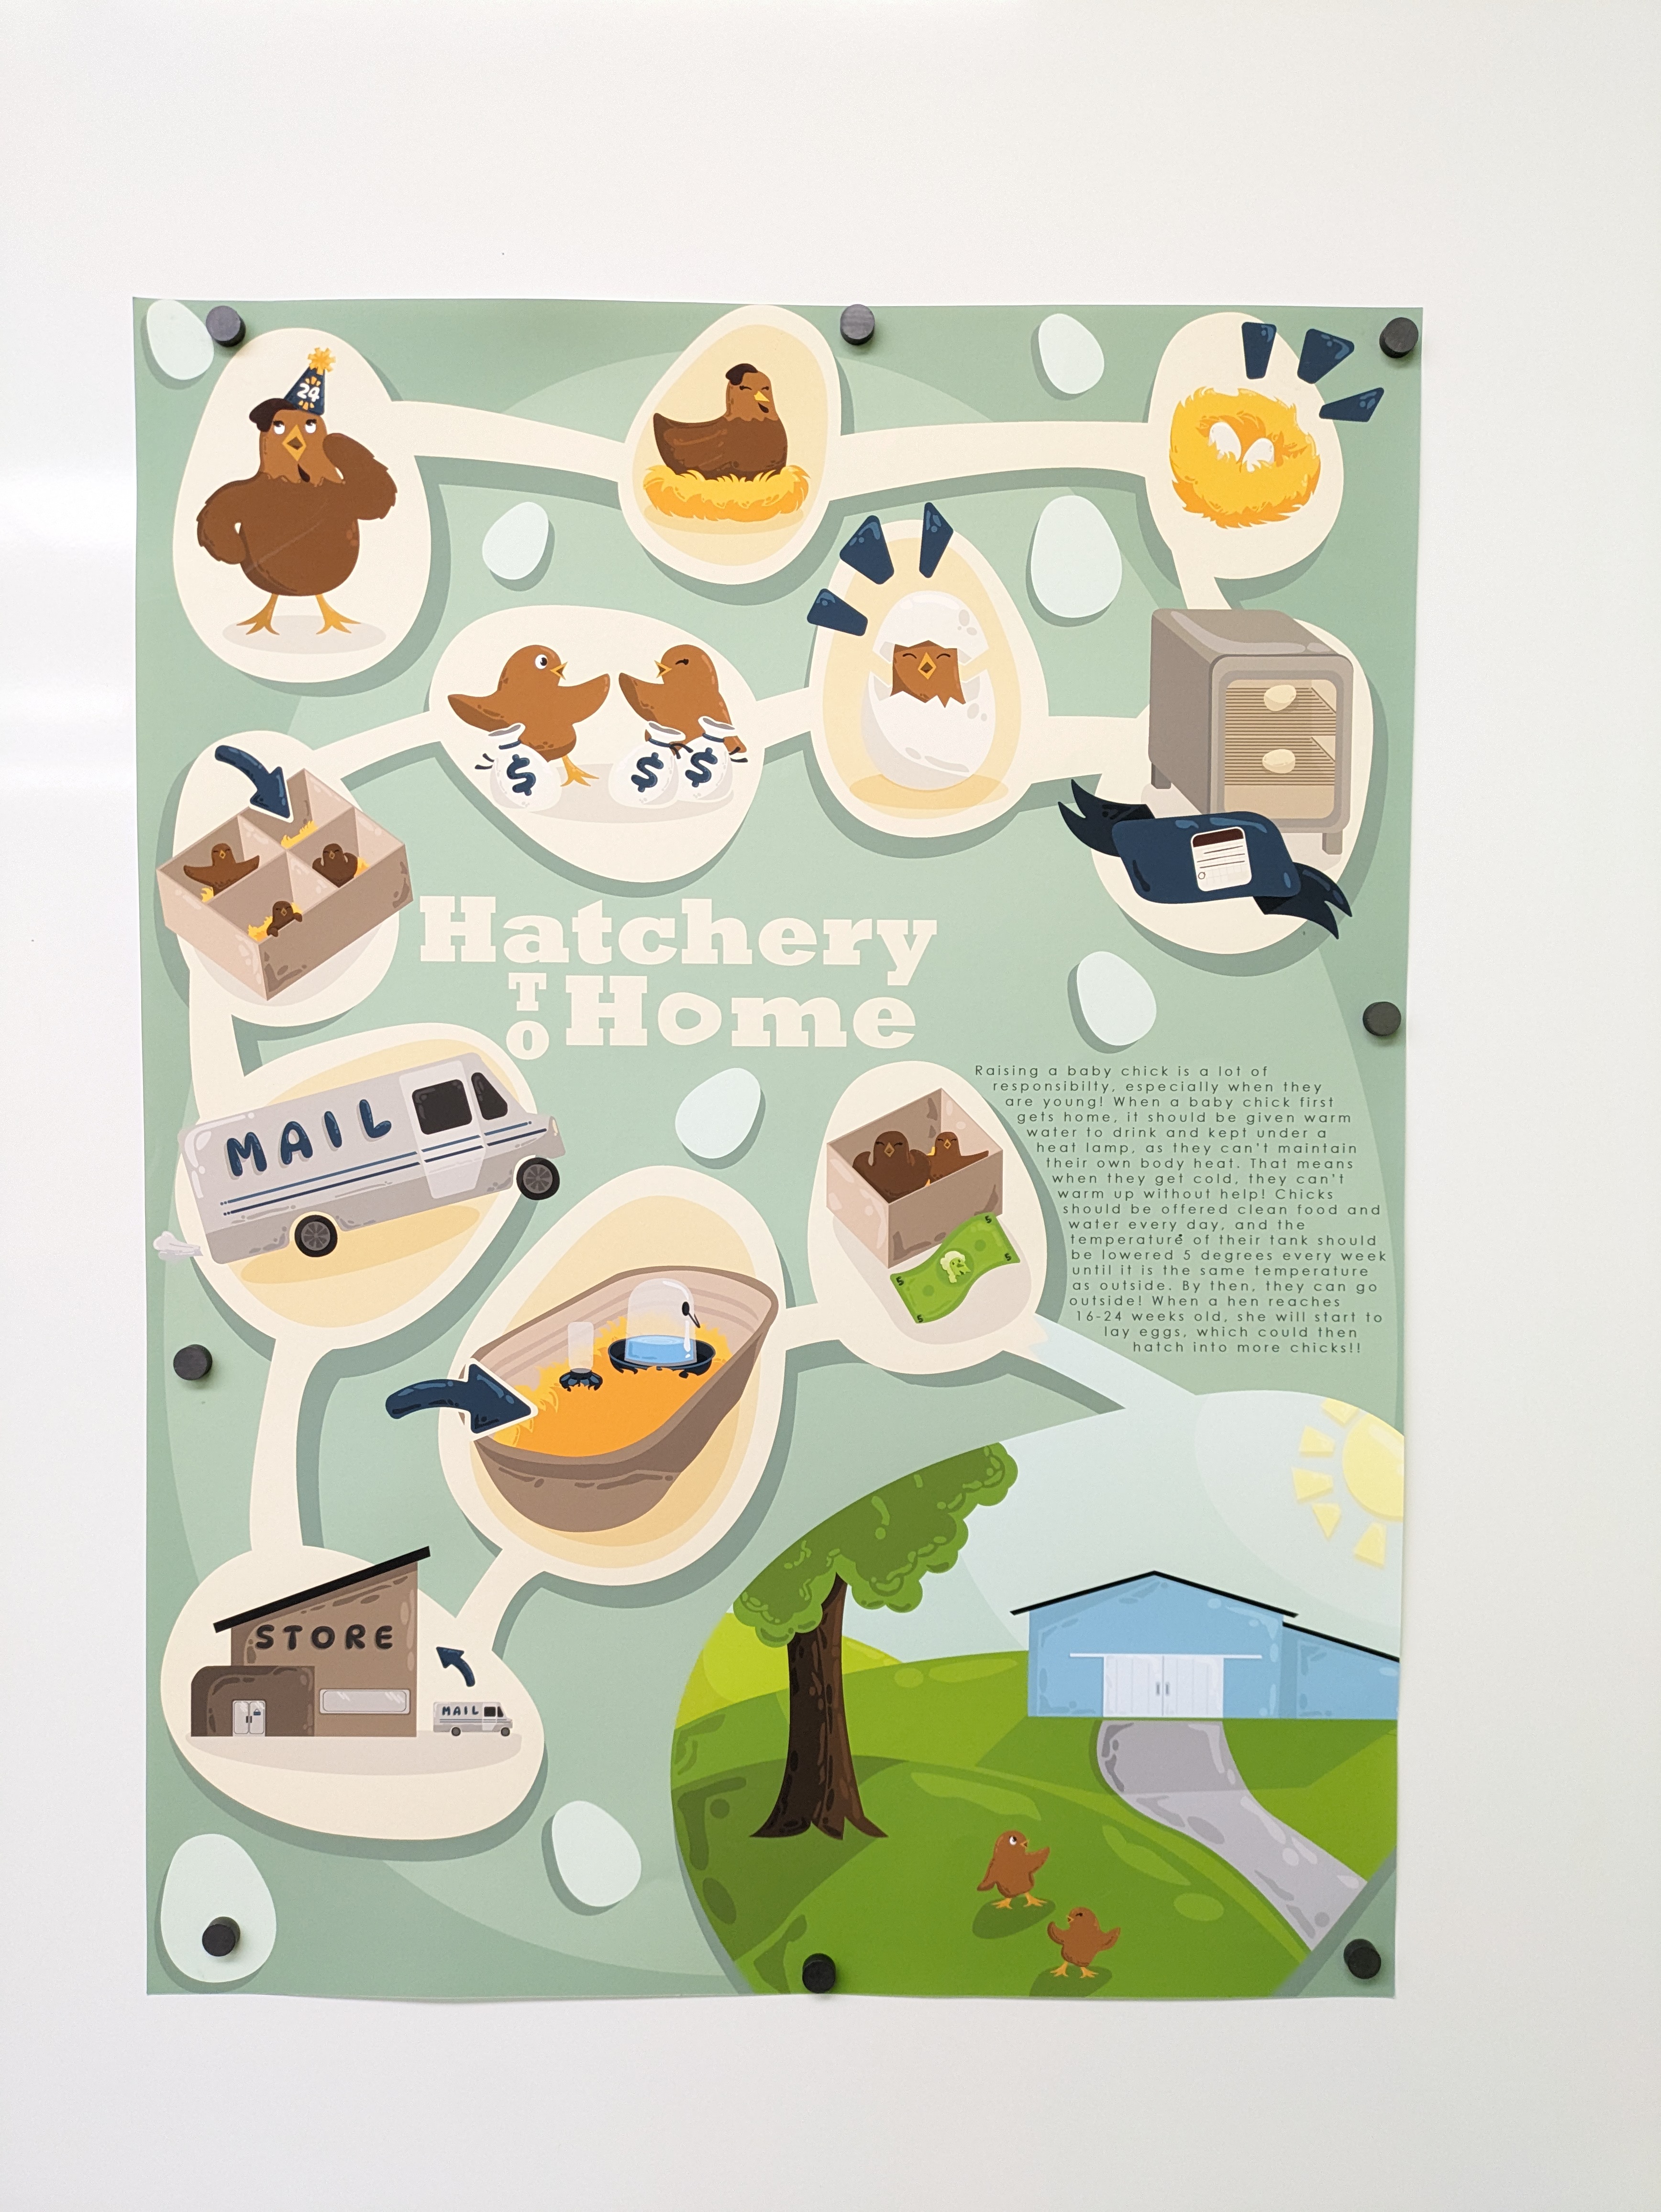 24
$ $ $
Hatchery
TO Home
MAIL
Raising a baby chick is a lot of
responsibilty, especially when they
are young! When a baby chick first
gets home, it should be given warm
water to drink and kept under a
heat lamp, as they can't maintain
their own body heat. That means
when they get cold, they can't
warm up without help! Chicks
should be offered clean food and
water every day, and the
temperature of their tank should
be lowered 5 degrees every week
until it is the same temperature
as outside. By then, they can go
outside! When a hen reaches
16-24 weeks old, she will start to
lay eggs, which could then
hatch into more chicks!!
5 5
5 5
STORE
MAIL